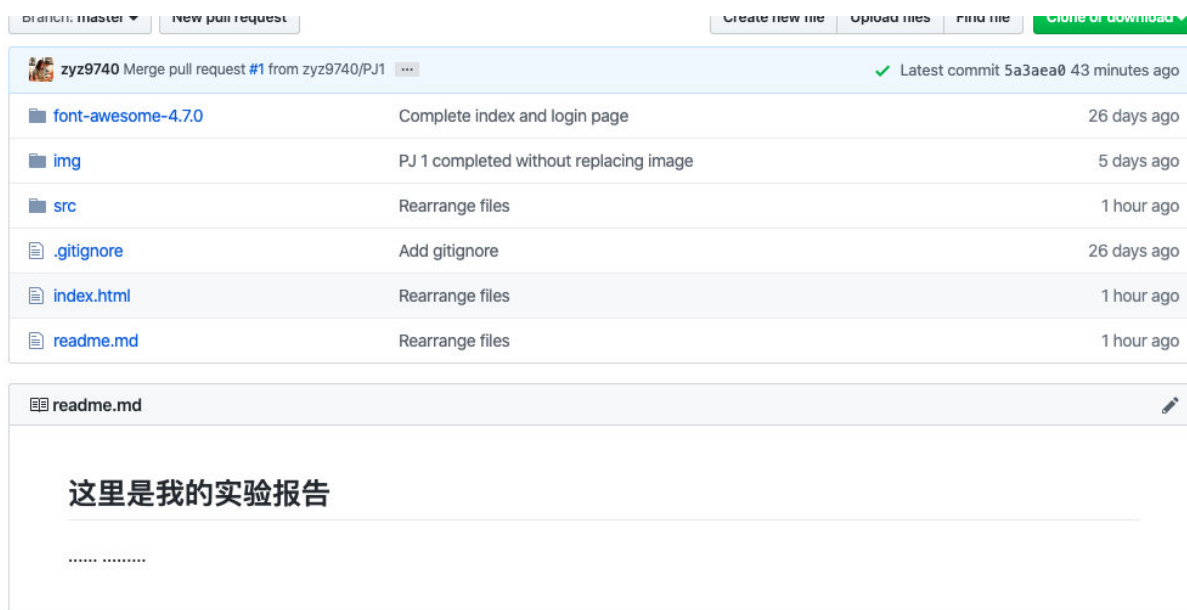 Branch: master New pull request Create new file Upload files Find file Clone or download
zyz9740 Merge pull request #1 from zyz9740/PJ1 ... Latest commit 5a3aea0 43 minutes ago
font-awesome-4.7.0 Complete index and login page 26 days ago
img PJ 1 completed without replacing image 5 days ago
src Rearrange files 1 hour ago
.gitignore Add gitignore 26 days ago
index.html Rearrange files 1 hour ago
readme.md Rearrange files 1 hour ago
readme.md
这里是我的实验报告
...... .........